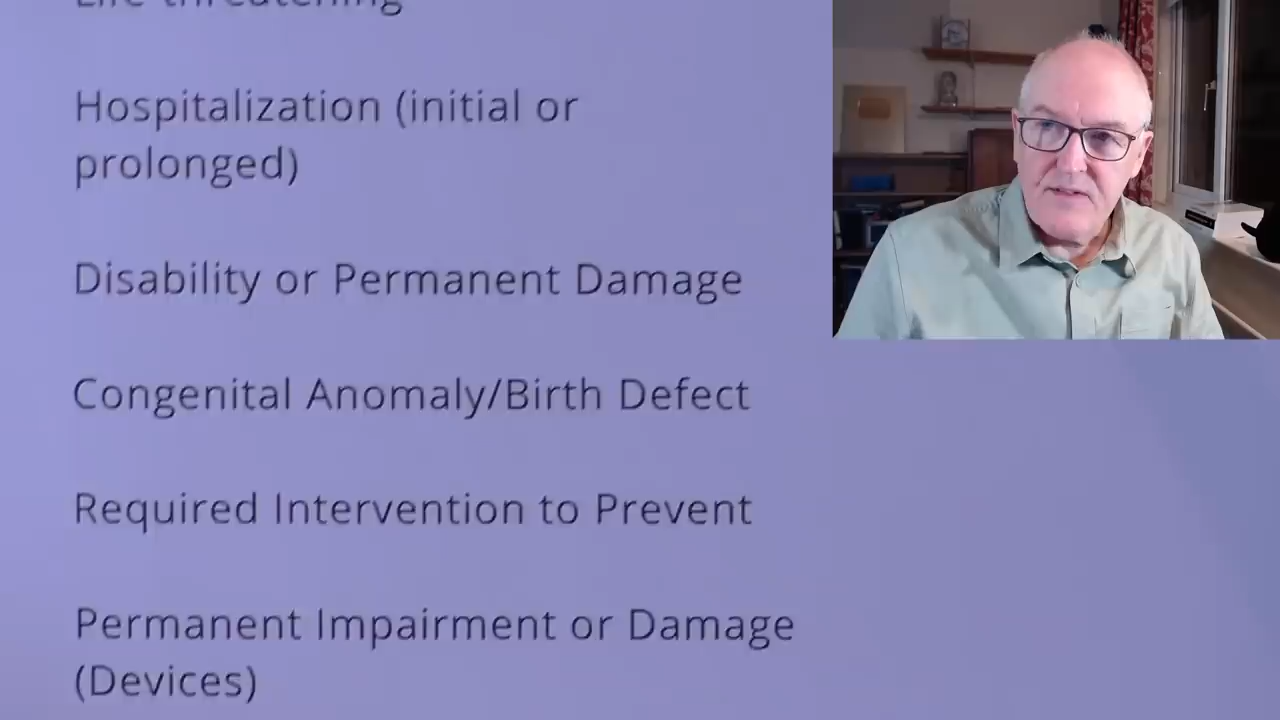 Life-threatening
Hospitalization (initial or
prolonged)
Disability or Permanent Damage
Congenital Anomaly/Birth Defect
Required Intervention to Prevent
Permanent Impairment or Damage
(Devices)